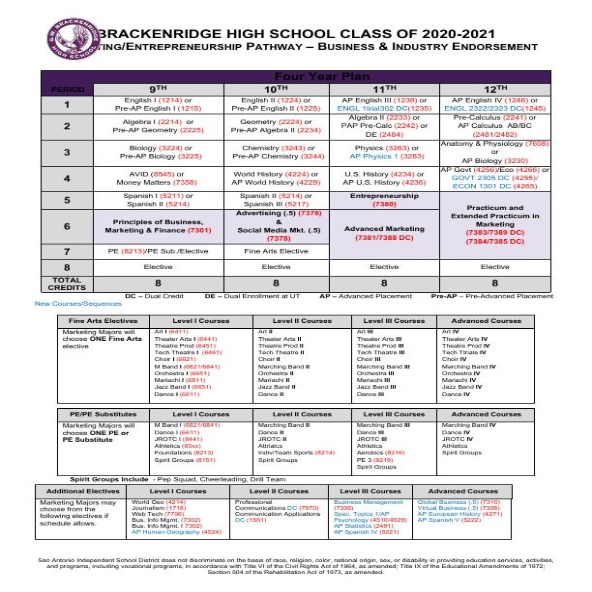 BRACKENRIDGE HIGH SCHOOL CLASS OF 2020-2021
TING/ENTREPRENEURSHIP PATHWAY – BUSINESS & INDUSTRY ENDORSEMENT
Four Year Plan
PERIOD 9TH 10TH 11TH 12TH
1
English I (1214) or
Pre-AP English I (1215)
English II (1224) or
Pre-AP English II (1225)
AP English III (1236) or
ENGL 1trial302 DC(1235)
AP English IV (1246) or
ENGL 2322/2323 DC(1245)
2
Algebra I (2214) or
Pre-AP Geometry (2225)
Geometry (2224) or
Pre-AP Algebra II (2234)
Algebra II (2233) or
PAP Pre-Calc (2242) or
DE (2484)
Pre-Calculus (2241) or
AP Calculus AB/BC
(2481/2482)
3
Biology (3224) or
Pre-AP Biology (3225)
Chemistry (3243) or
Pre-AP Chemistry (3244)
Physics (3263) or
AP Physics 1 (3283)
Anatomy & Physiology (7608)
or
AP Biology (3230)
4
AVID (8545) or
Money Matters (7358)
World History (4224) or
AP World History (4229)
U.S. History (4234) or
AP U.S. History (4236)
AP Govt (4256)/Eco (4266) or
GOVT 2305 DC (4255)/
ECON 1301 DC (4265)
5
Spanish I (5211) or
Spanish II (5214)
Spanish II (5214) or
Spanish III (5217)
Entrepreneurship
(7380)
Practicum and
Extended Practicum in
Marketing
(7383/7389 DC)
(7384/7385 DC)
6
Principles of Business,
Marketing & Finance (7301)
Advertising (.5) (7376)
&
Social Media Mkt. (.5)
(7378)
Advanced Marketing
(7381/7388 DC)
7
PE (8213)/PE Sub./Elective
Fine Arts Elective
8 Elective Elective Elective Elective
TOTAL
CREDITS
8 8 8 8
DC – Dual Credit DE – Dual Enrollment at UT AP – Advanced Placement Pre-AP – Pre-Advanced Placement
New Courses/Sequences
Fine Arts Electives Level I Courses Level II Courses Level III Courses Advanced Courses
Marketing Majors will
choose ONE Fine Arts
elective
Art I (6411)
Theater Arts I (6441)
Theatre Prod (6451)
Tech Theatre I (6461)
Choir I (6621)
M Band I (6821/6841)
Orchestra I (6651)
Mariachi I (6811)
Jazz Band I (6851)
Dance I (6611)
Art II
Theater Arts II
Theatre Prod II
Tech Theatre II
Choir II
Marching Band II
Orchestra II
Mariachi II
Jazz Band II
Dance II
Art III
Theater Arts III
Theatre Prod III
Tech Theatre III
Choir III
Marching Band III
Orchestra III
Mariachi III
Jazz Band III
Dance III
Art IV
Theater Arts IV
Theatre Prod IV
Tech Thtrate IV
Choir IV
Marching Band IV
Orchestra IV
Mariachi IV
Jazz Band IV
Dance IV
PE/PE Substitutes Level I Courses Level II Courses Level III Courses Advanced Courses
Marketing Majors will
choose ONE PE or
PE Substitute
M Band I (6821/6841)
Dance I (6611)
JROTC I (8441)
Athletics
Foundations (8213)
Spirit Groups (8151)
Marching Band II
Dance II
JROTC II
Indiv/Team Sports (8214)
Spirit Groups
Marching Band III
Dance III
JROTC III
Athletics
Aerobics (8216)
PE 3 (8219)
Spirit Groups
Marching Band IV
Dance IV
JROTC IV
Athletics
Spirit Groups
Spirit Groups Include - Pep Squad, Cheerleading, Drill Team
Additional Electives Level I Courses Level II Courses Level III Courses Advanced Courses
Marketing Majors may
choose from the
following electives if
schedule allows.
World Geo (4214)
Journalism (1716)
Web Tech (7706)
Bus. Info Mgmt. (7302)
Bus. Info Mgmt. I 7302)
AP Human Geography (4524)
Professional
Communications DC (7970)
Communication Applications
DC (1561)
Business Management
(7300)
Spec. Topics 1/AP
Psychology (4510/4529)
AP Statistics (2491)
AP Spanish IV (5221)
Global Business (.5) (7310)
Virtual Business (.5) (7398)
AP European History (4271)
AP Spanish V (5222)
San Antonio Independent School District does not discriminate on the basis of race, religion, color, national origin, sex, or disability in providing education services, activities,
and programs, including vocational programs, in accordance with Title VI of the Civil Rights Act of 1964, as amended; Title IX of the Educational Amendments of 1972;
Section 504 of the Rehabilitation Act of 1973, as amended.